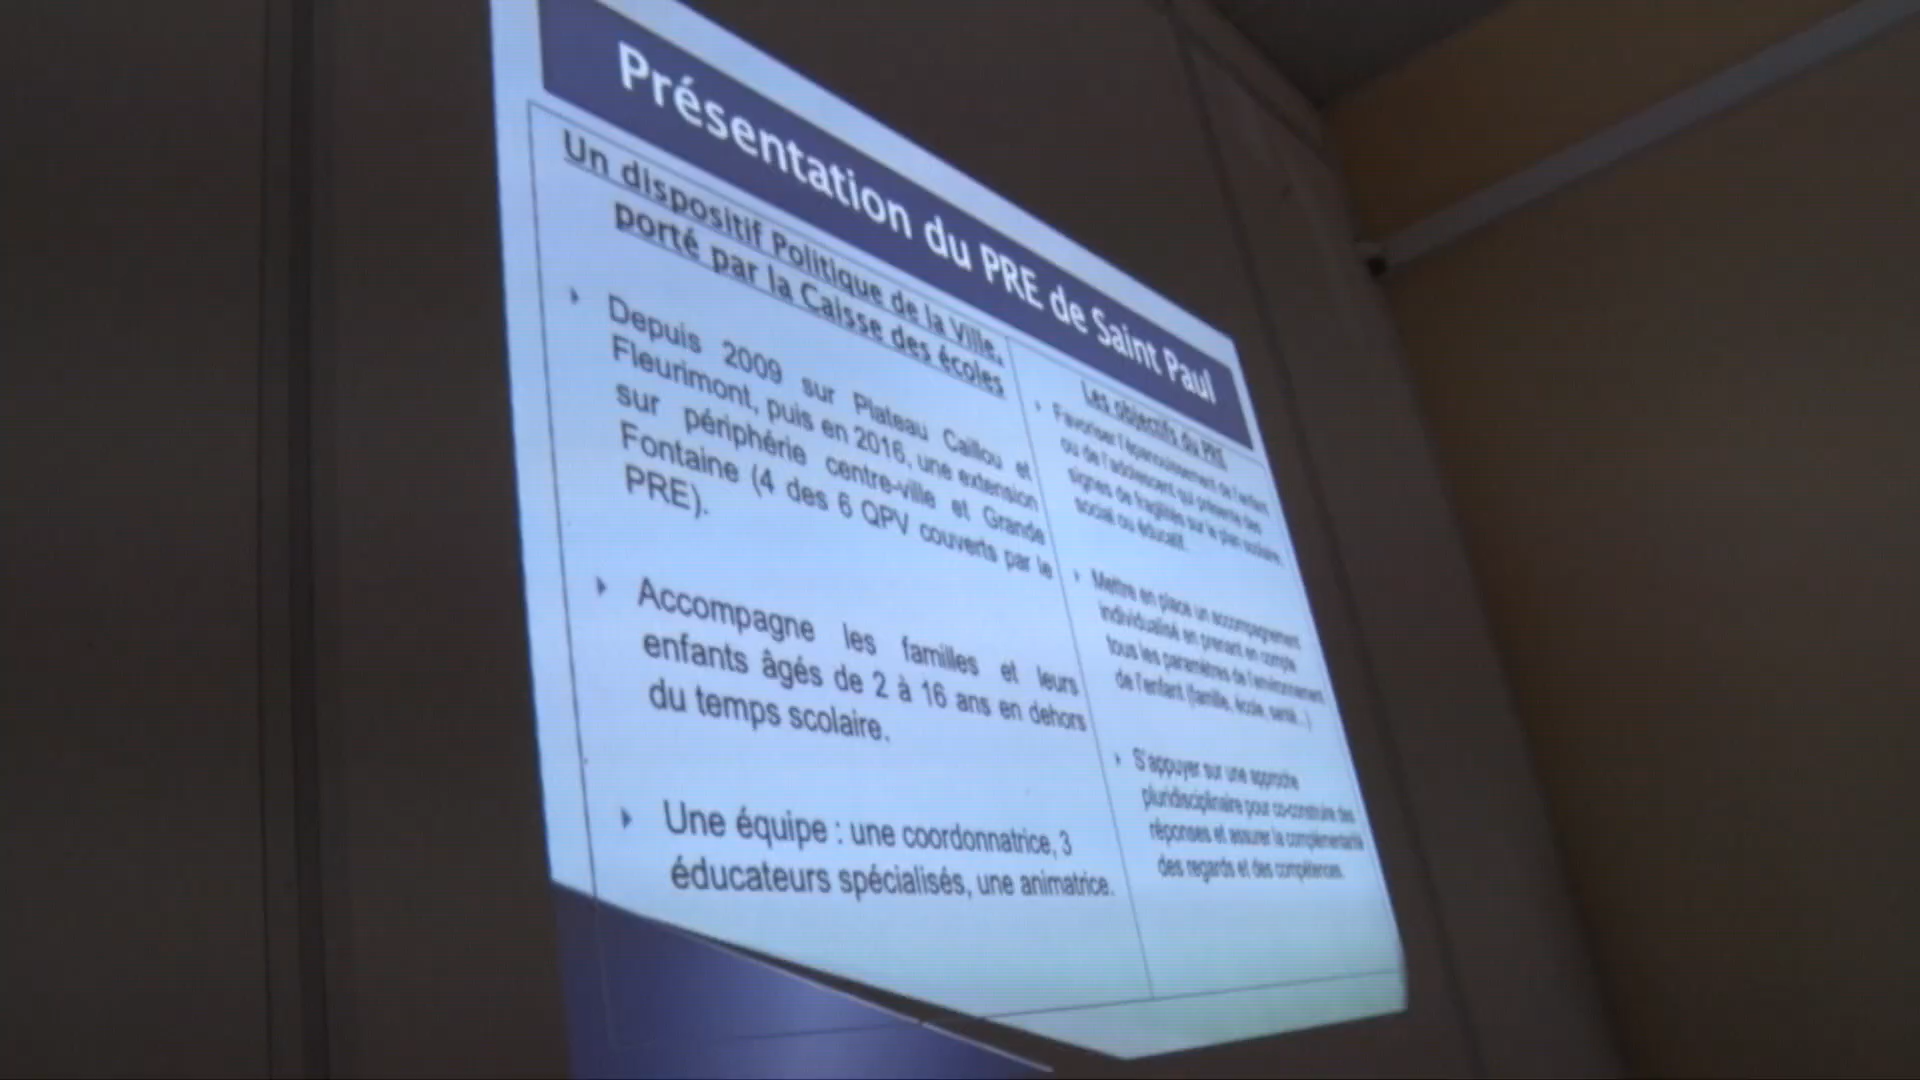 Présentation du PRE de Saint Paul
Un dispositif Politique de la Ville,
porté par la Caisse des écoles
Depuis 2009 sur Plateau Caillou et
Fleurimont, puis en 2016, une extension
sur périphérie centre-ville et Grande
Fontaine (4 des 6 QPV couverts par le
PRE).
Accompagne les familles et leurs
enfants âgés de 2 à 16 ans en dehors
du temps scolaire.
Une équipe : une coordonnatrice, 3
éducateurs spécialisés, une animatrice.
Les objectifs du PRE
Favoriser l'épanouissement de l'enfant
ou de l'adolescent qui présente des
signes de fragilités sur le plan scolaire,
social ou éducatif.
Mettre en place un accompagnement
individualisé en prenant en compte
tous les paramètres de l'environnement
de l'enfant (famille, école, santé...)
S'appuyer sur une approche
pluridisciplinaire pour co-construire des
réponses et assurer la complémentarité
des regards et des compétences.